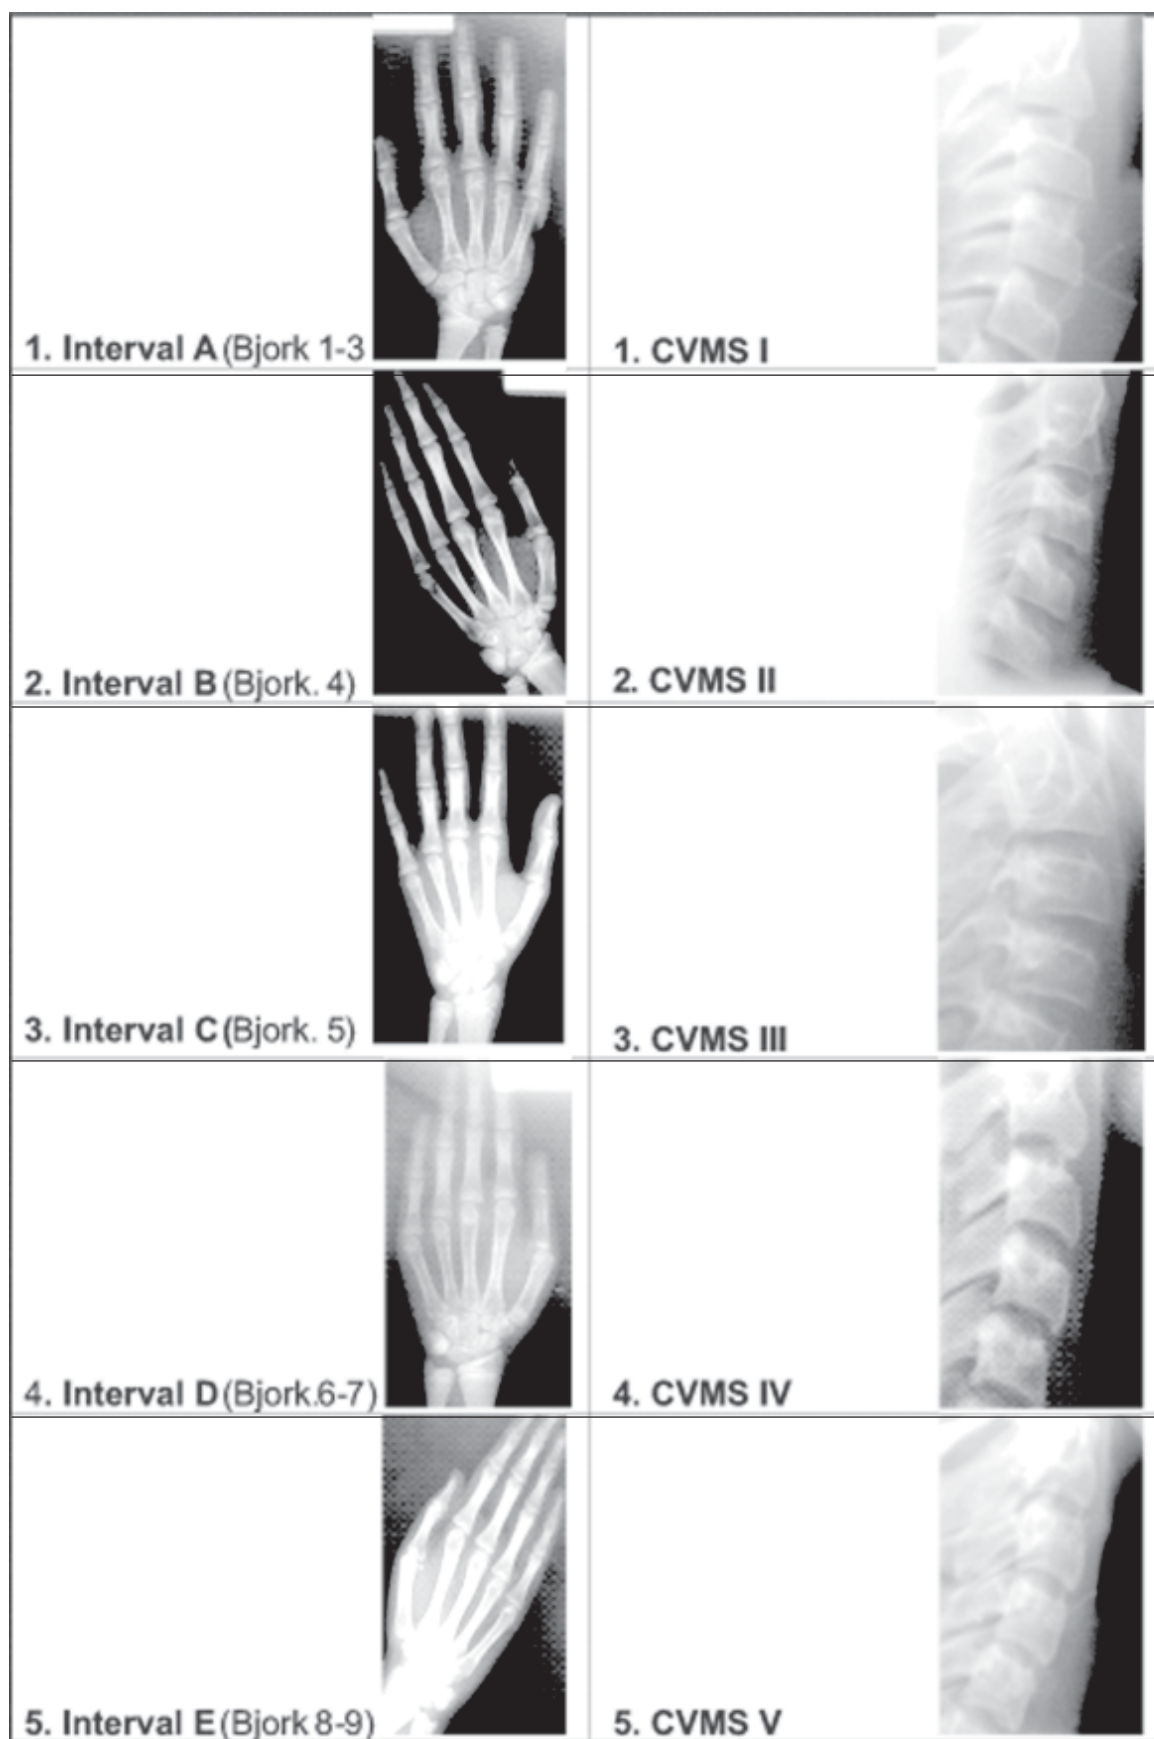 1. Interval A (Bjork 1-3
1. CVMS I
2. Interval B (Bjork. 4)
2. CVMS II
3. Interval C (Bjork. 5)
3. CVMS III
4. Interval D (Bjork.6-7)
4. CVMS IV
5. Interval E (Bjork 8-9)
5. CVMS V